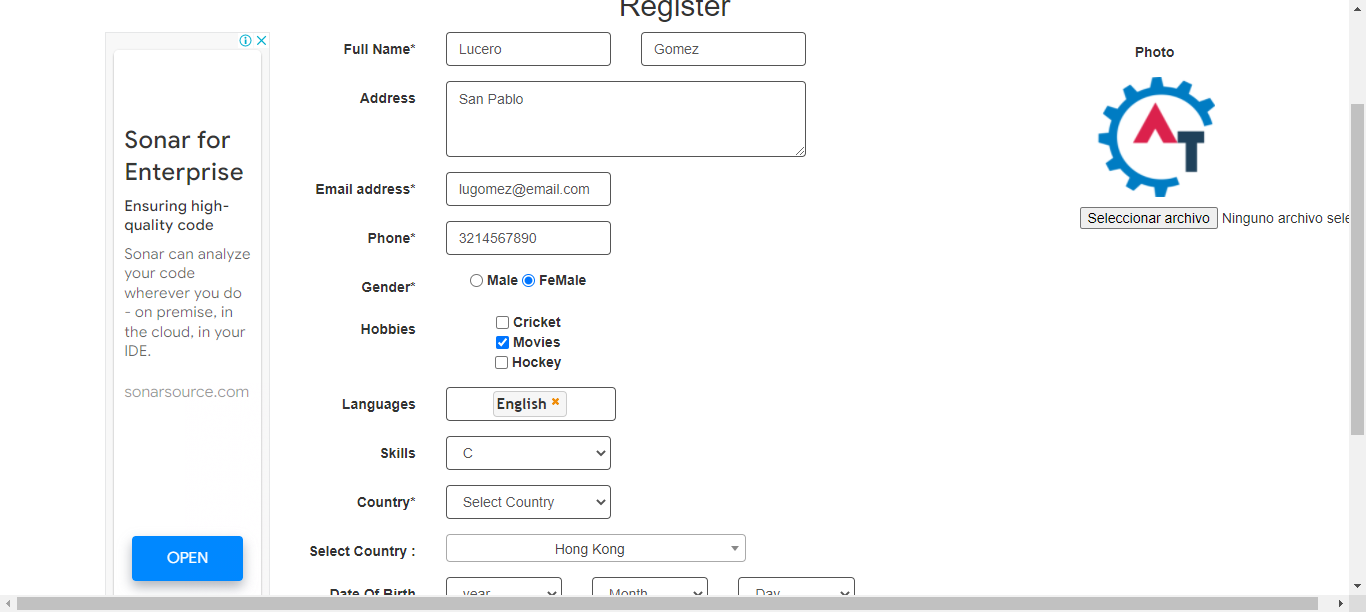 Register
Sonar for
Enterprise
Ensuring high-
quality code
Sonar can analyze
your code
wherever you do
- on premise, in
the cloud, in your
IDE.
sonarsource.com
OPEN
Full Name* Lucero Gomez
Address San Pablo
Email address* lugomez@email.com
Phone* 3214567890
Gender* Male FeMale
Hobbies Cricket
Movies
Hockey
Languages English
Skills C
Country* Select Country
Select Country : Hong Kong
Date Of Birth year Month Day
Photo
AT
Seleccionar archivo Ninguno archivo sele